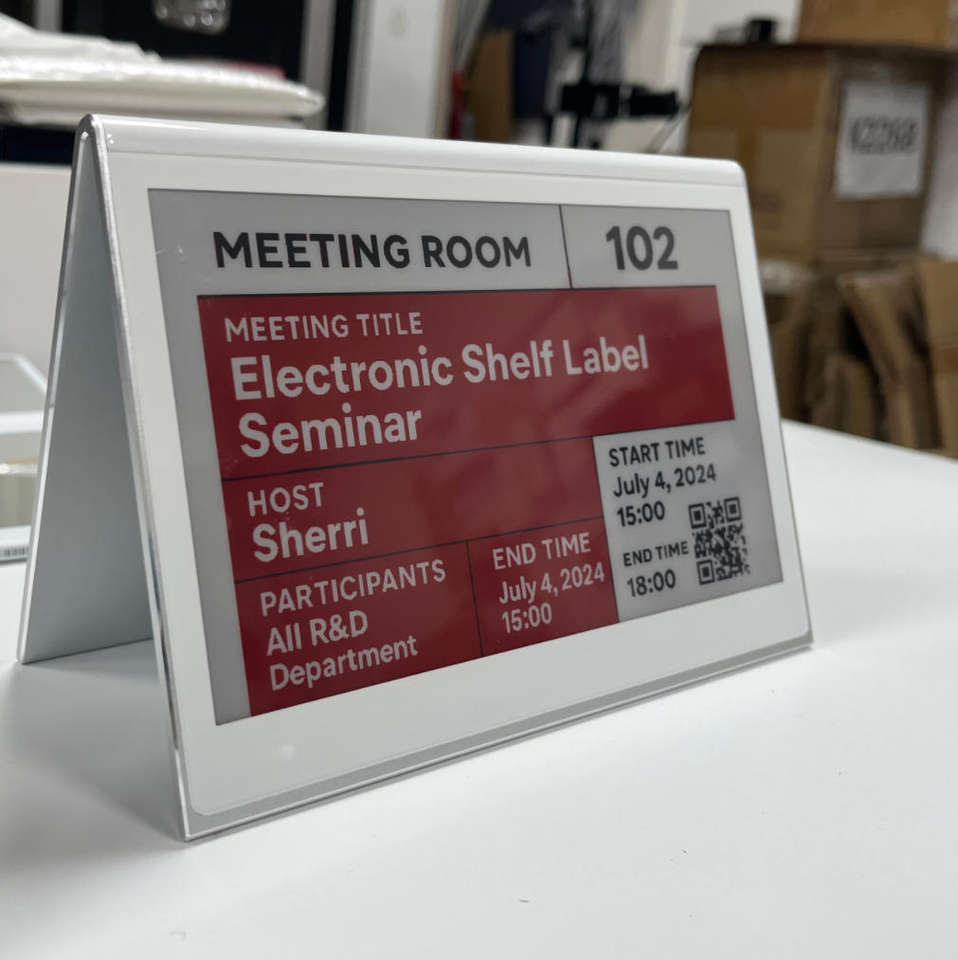 MEETING ROOM
102
MEETING TITLE
Electronic Shelf Label
Seminar
HOST
Sherri
PARTICIPANTS
All R&D
Department
END TIME
July 4, 2024
15:00
START TIME
July 4, 2024
15:00
END TIME
18:00